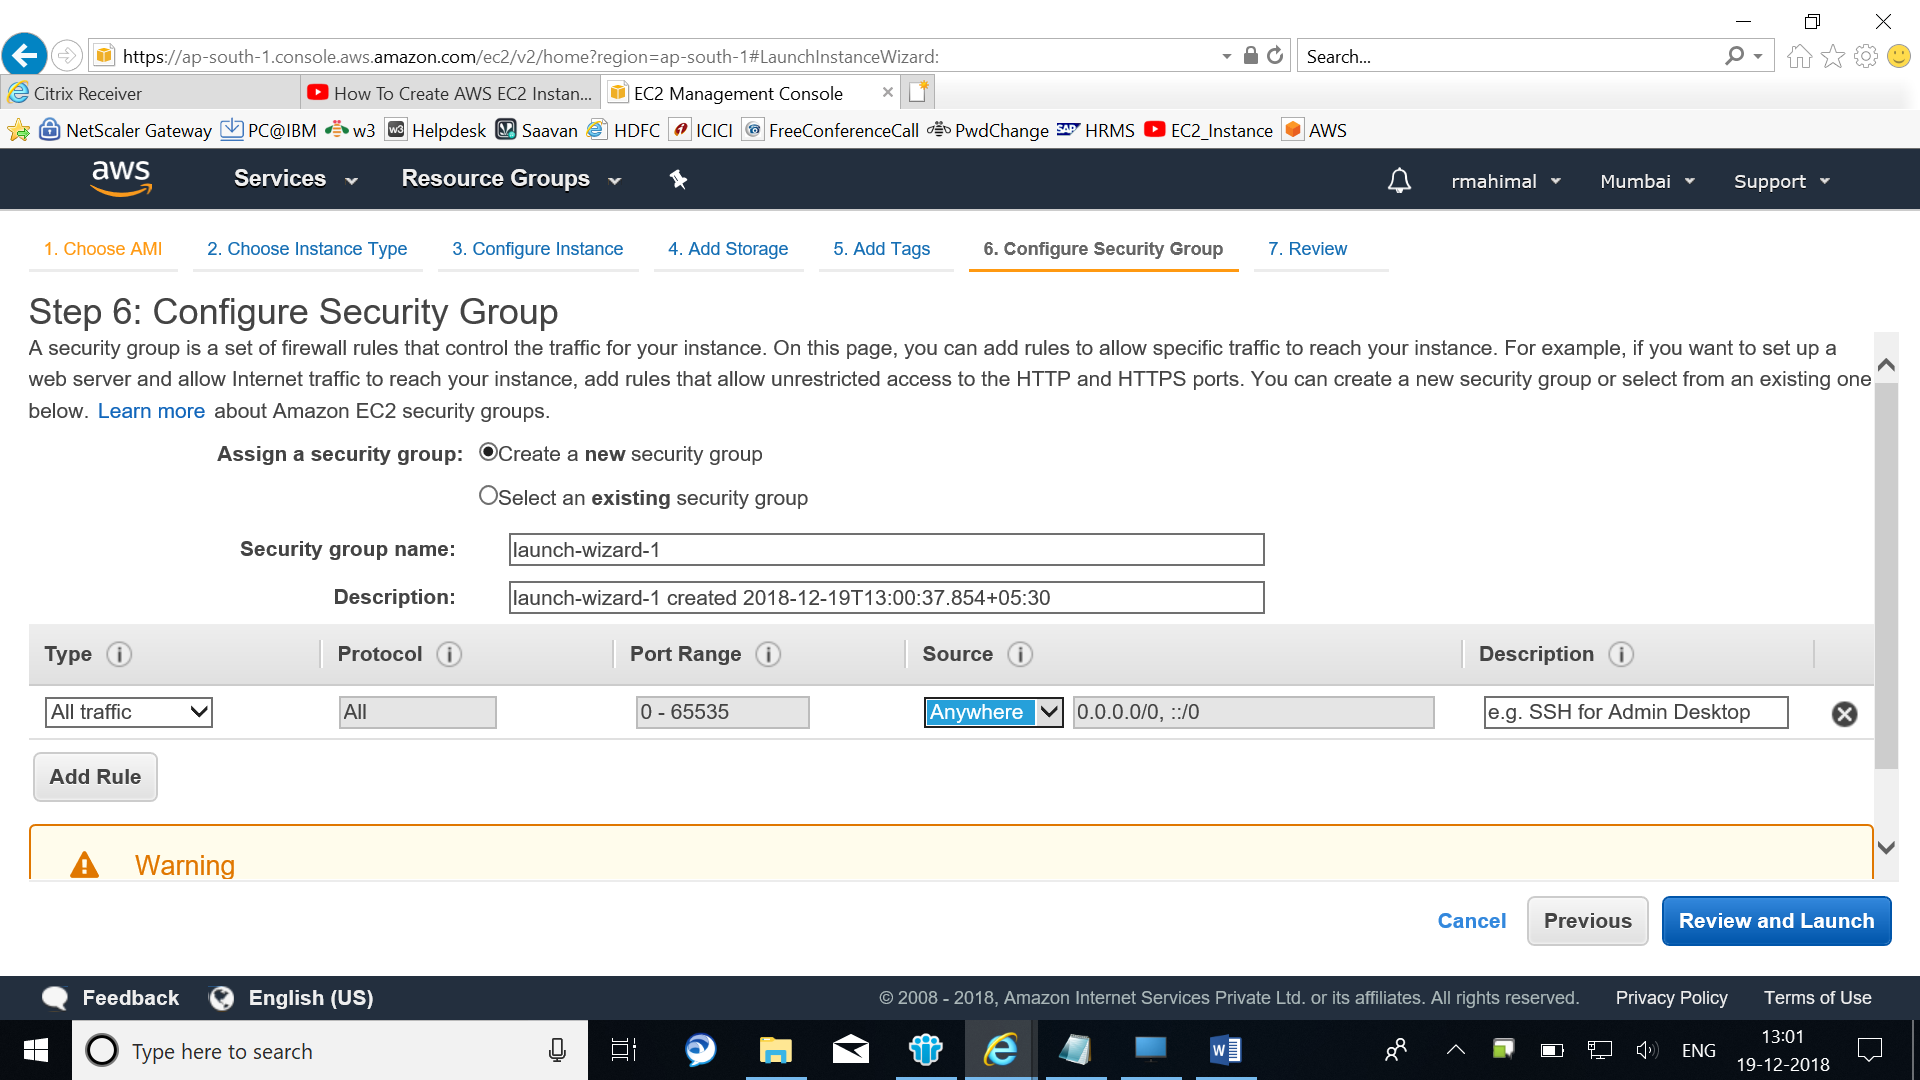 https://ap-south-1.console.aws.amazon.com/ec2/v2/home?region=ap-south-1#LaunchInstanceWizard:
Search...
Citrix Receiver
How To Create AWS EC2 Instan...
EC2 Management Console
NetScaler Gateway
PC@IBM
w3
w3
Helpdesk
Saavan
HDFC
ICICI
FreeConferenceCall
PwdChange
SAP
HRMS
EC2_Instance
AWS
aws
Services
Resource Groups
rmahimal
Mumbai
Support
1. Choose AMI
2. Choose Instance Type
3. Configure Instance
4. Add Storage
5. Add Tags
6. Configure Security Group
7. Review
Step 6: Configure Security Group
A security group is a set of firewall rules that control the traffic for your instance. On this page, you can add rules to allow specific traffic to reach your instance. For example, if you want to set up a
web server and allow Internet traffic to reach your instance, add rules that allow unrestricted access to the HTTP and HTTPS ports. You can create a new security group or select from an existing one
below. Learn more about Amazon EC2 security groups.
Assign a security group:
Create a new security group
Select an existing security group
Security group name:
launch-wizard-1
Description:
launch-wizard-1 created 2018-12-19T13:00:37.854+05:30
Type
Protocol
Port Range
Source
Description
All traffic
All
0 - 65535
Anywhere
0.0.0.0/0, ::/0
e.g. SSH for Admin Desktop
Add Rule
Warning
Cancel
Previous
Review and Launch
Feedback
English (US)
© 2008 - 2018, Amazon Internet Services Private Ltd. or its affiliates. All rights reserved.
Privacy Policy
Terms of Use
Type here to search
ENG
13:01
19-12-2018